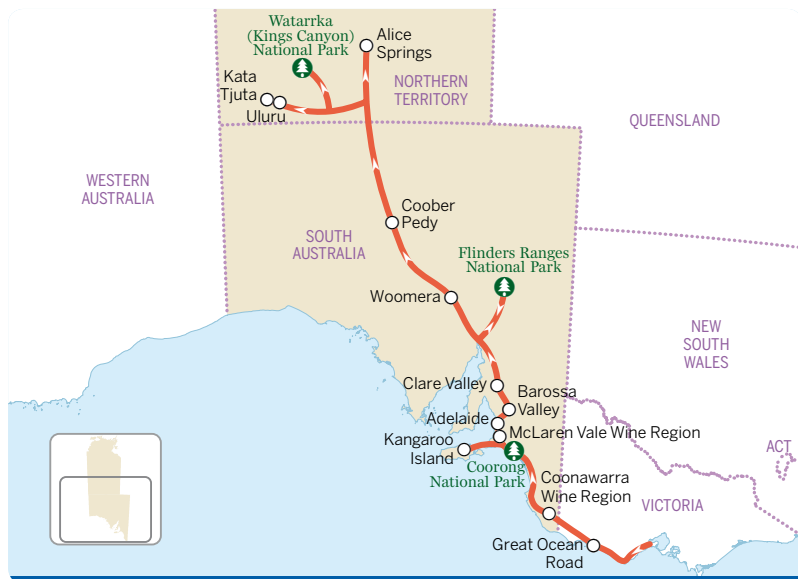 Watarrka
(Kings Canyon)
National Park
Alice
Springs
Kata
Tjuta
Uluru
NORTHERN
TERRITORY
QUEENSLAND
WESTERN
AUSTRALIA
Coober
Pedy
SOUTH
AUSTRALIA
Flinders Ranges
National Park
Woomera
NEW
SOUTH
WALES
Clare Valley
Barossa
Valley
Adelaide
McLaren Vale Wine Region
Kangaroo
Island
Coorong
National Park
ACT
Coonawarra
Wine Region
VICTORIA
Great Ocean
Road